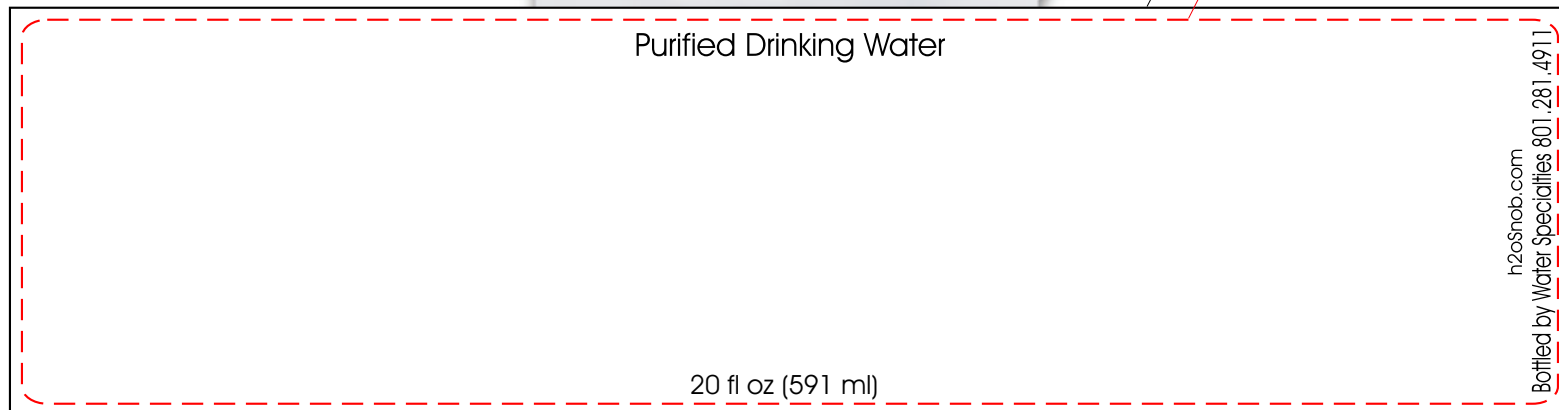 Purified Drinking Water
20 fl oz (591 ml)
h2oSnob.com
Bottled by Water Specialties 801.281.4911